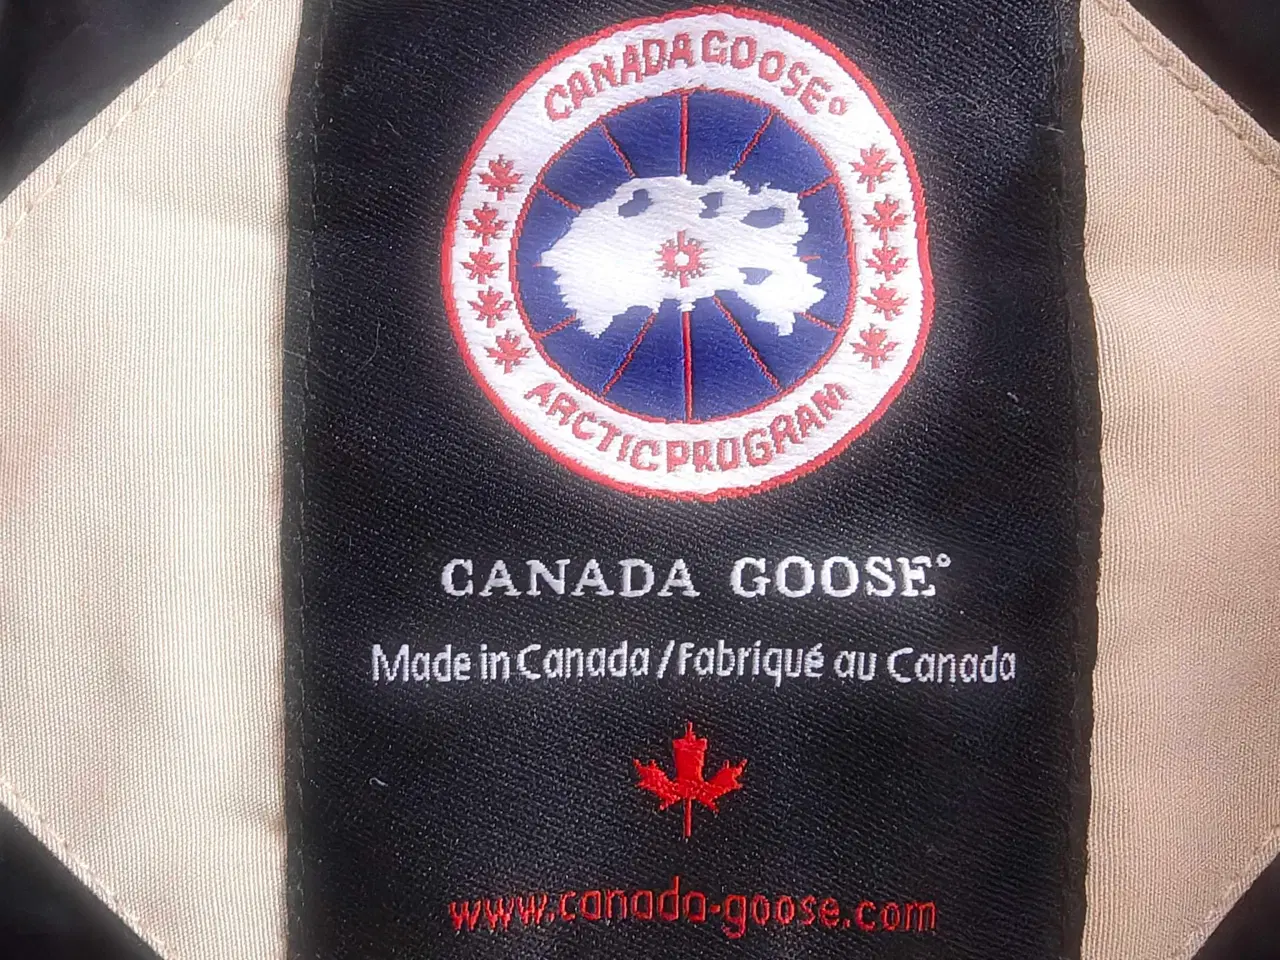 CANADA GOOSE®
ARCTIC PROGRAM
CANADA GOOSE®
Made in Canada/Fabriqué au Canada
www.canada-goose.com